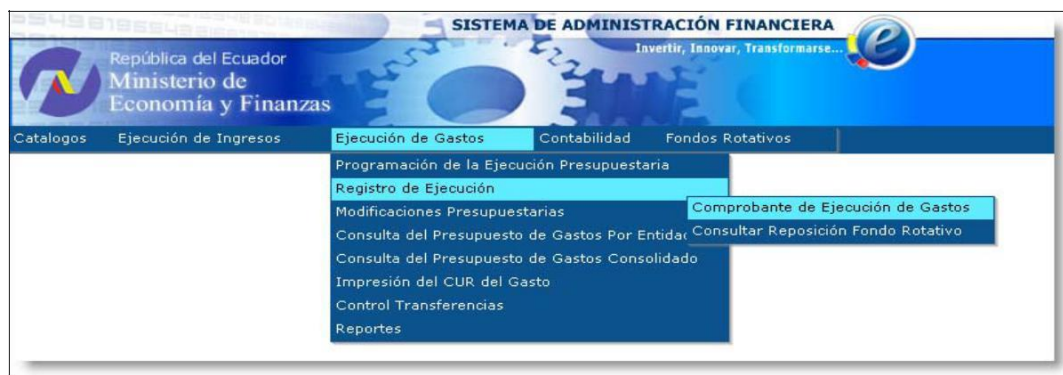 SISTEMA DE ADMINISTRACIÓN FINANCIERA
Invertir, Innovar, Transformarse...
e
República del Ecuador
Ministerio de
Economía y Finanzas
Catalogos Ejecución de Ingresos Ejecución de Gastos Contabilidad Fondos Rotativos
Programación de la Ejecución Presupuestaria
Registro de Ejecución
Comprobante de Ejecución de Gastos
Modificaciones Presupuestarias
Consultar Reposición Fondo Rotativo
Consulta del Presupuesto de Gastos Por Entidad
Consulta del Presupuesto de Gastos Consolidado
Impresión del CUR del Gasto
Control Transferencias
Reportes